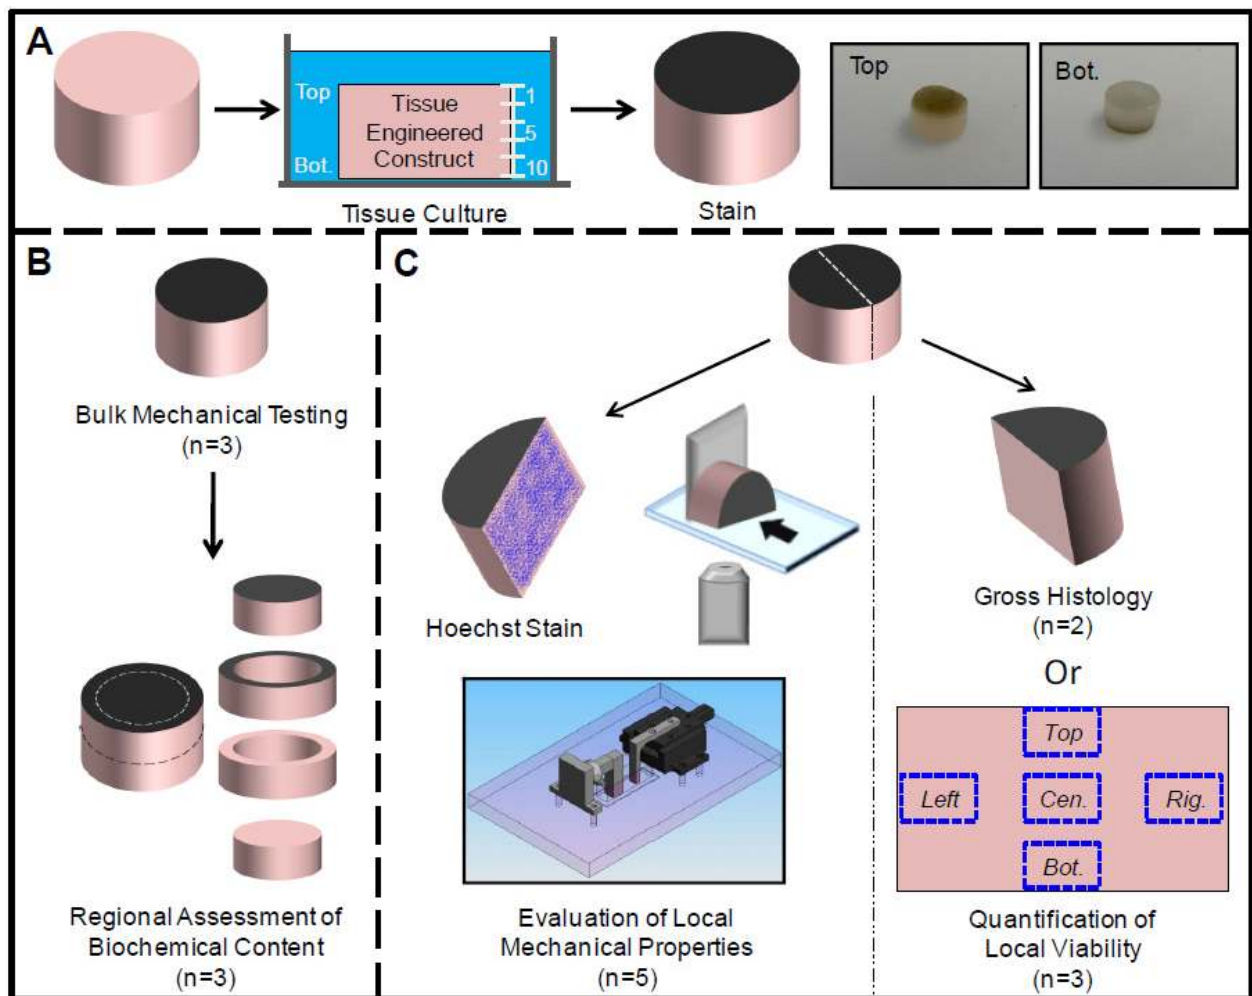 A
Top
Bot.
Tissue
Engineered
Construct
1
5
10
Tissue Culture
Stain
Top
Bot.
B
Bulk Mechanical Testing
(n=3)
Regional Assessment of
Biochemical Content
(n=3)
C
Hoechst Stain
Evaluation of Local
Mechanical Properties
(n=5)
Gross Histology
(n=2)
Or
Top
Left
Cen.
Rig.
Bot.
Quantification of
Local Viability
(n=3)